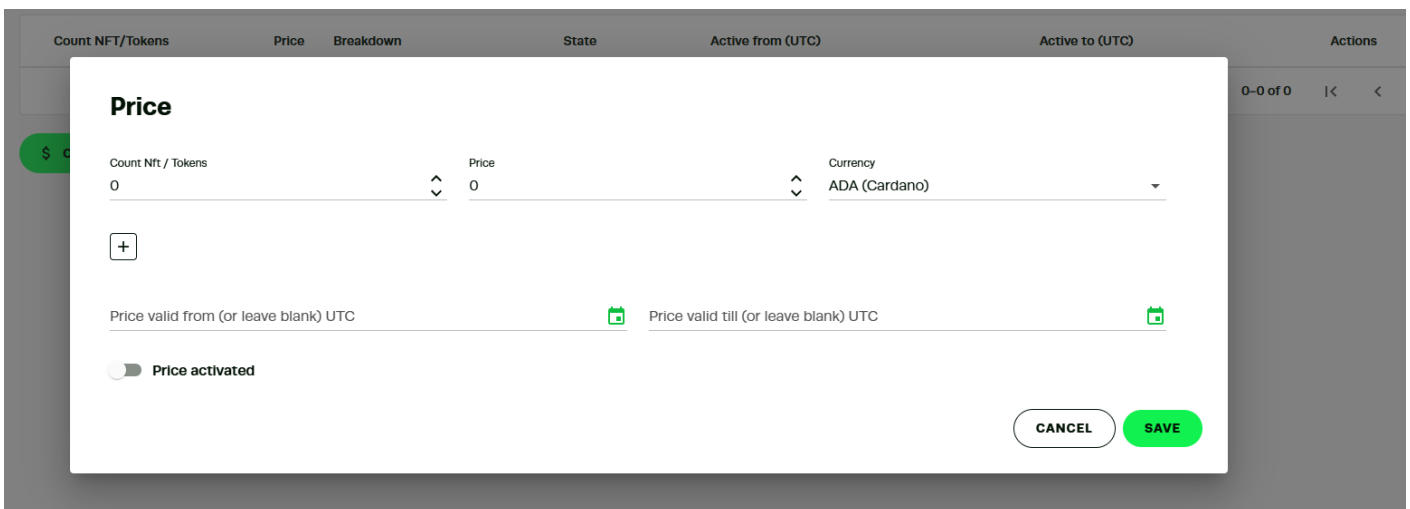 Count NFT/Tokens Price Breakdown State Active from (UTC) Active to (UTC) Actions
0-0 of 0
Price
$
Count Nft / Tokens Price Currency
0 0 ADA (Cardano)
+
Price valid from (or leave blank) UTC Price valid till (or leave blank) UTC
Price activated
CANCEL SAVE